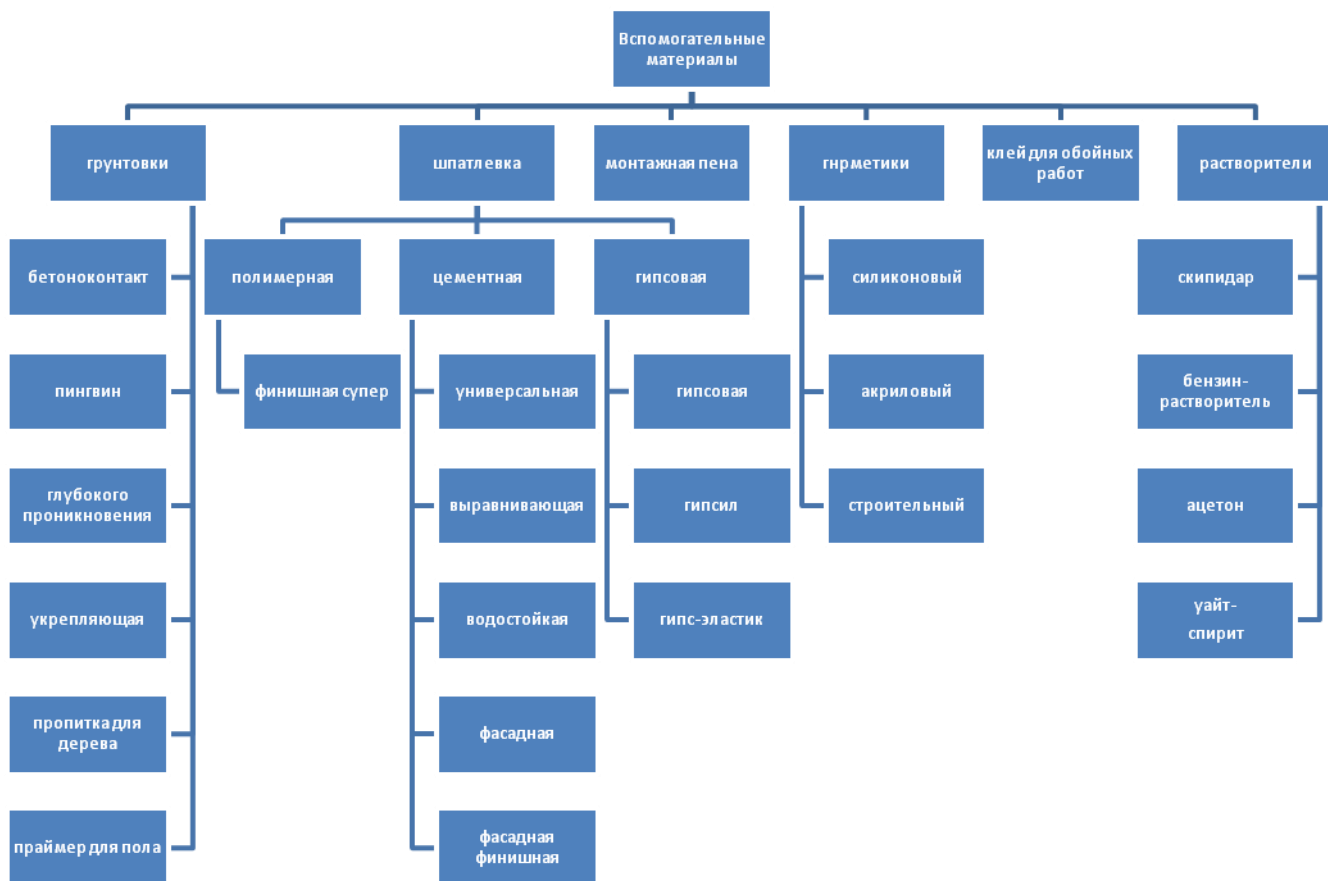 Вспомогательные
материалы
грунтовки
шпатлевка
монтажная пена
гнрметики
клей для обойных
работ
растворители
бетоноконтакт
полимерная
цементная
гипсовая
силиконовый
скипидар
пингвин
финишная супер
универсальная
гипсовая
акриловый
бензин-
растворитель
глубокого
проникновения
выравнивающая
гипсил
строительный
ацетон
укрепляющая
водостойкая
гипс-эластик
уайт-
спирит
пропитка для
дерева
фасадная
праймер для пола
фасадная
финишная